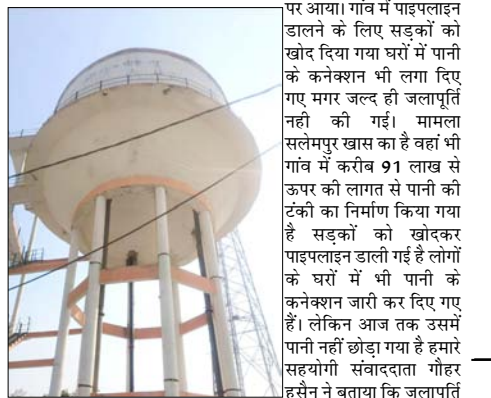 पर आया। गांव में पाइपलाइन
डालने के लिए सड़कों को
खोद दिया गया घरों में पानी
के कनेक्शन भी लगा दिए
गए मगर जल्द ही जलापूर्ति
नही की गई। मामला
सलेमपुर खास का है वहां भी
गांव में करीब 91 लाख से
ऊपर की लागत से पानी की
टंकी का निर्माण किया गया
है सड़कों को खोदकर
पाइपलाइन डाली गई है लोगों
के घरों में भी पानी के
कनेक्शन जारी कर दिए गए
हैं। लेकिन आज तक उसमें
पानी नहीं छोड़ा गया है हमारे
सहयोगी संवाददाता गौहर
हुसैन ने बताया कि जलापूर्ति